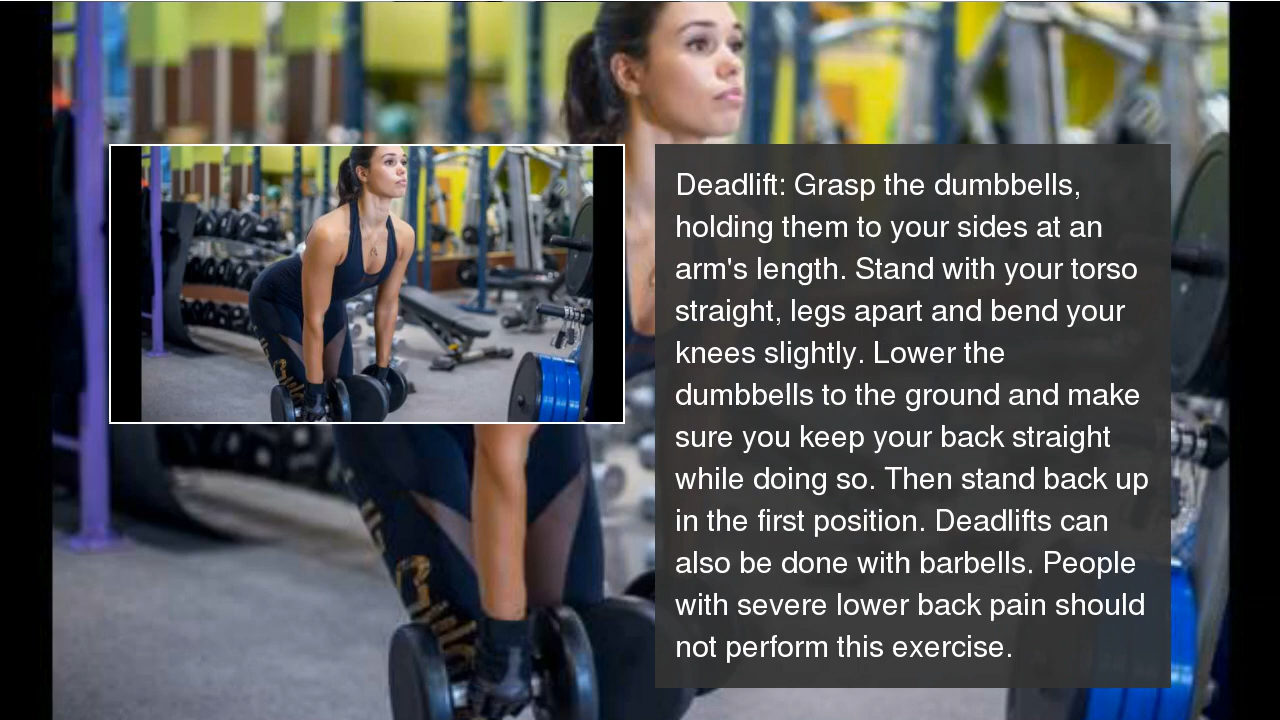 Deadlift: Grasp the dumbbells,
holding them to your sides at an
arm's length. Stand with your torso
straight, legs apart and bend your
knees slightly. Lower the
dumbbells to the ground and make
sure you keep your back straight
while doing so. Then stand back up
in the first position. Deadlifts can
also be done with barbells. People
with severe lower back pain should
not perform this exercise.